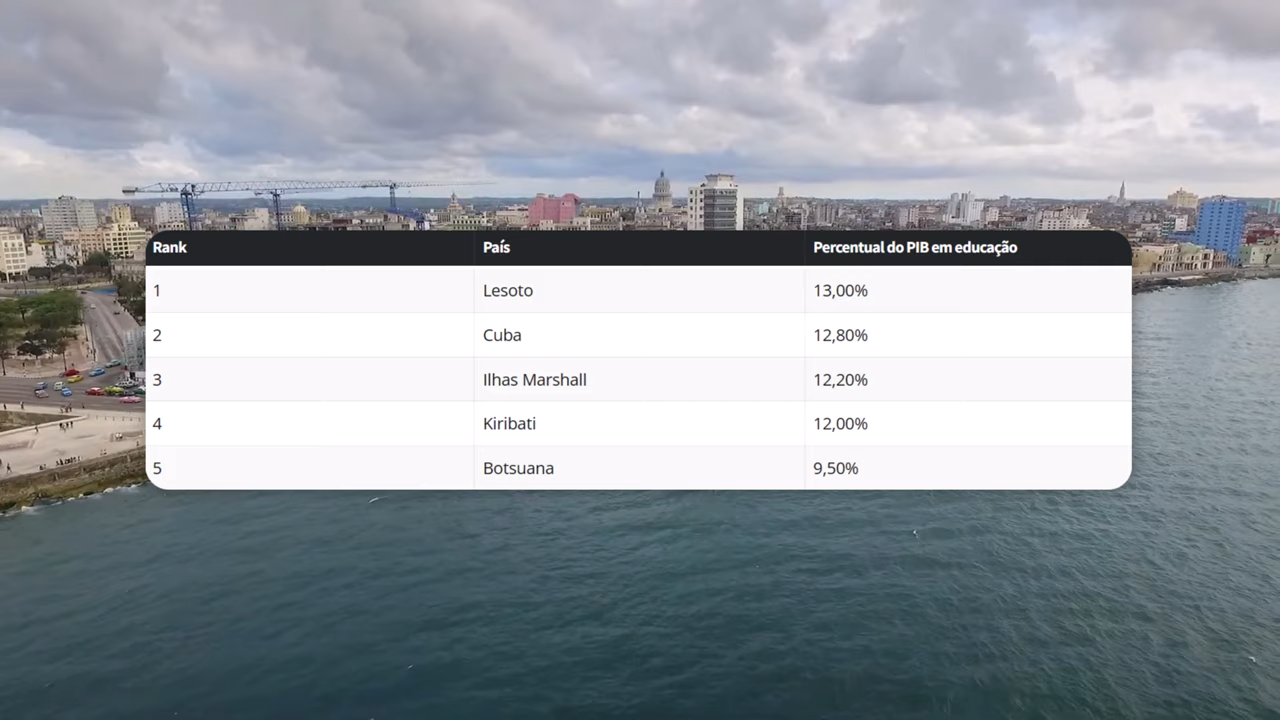 Rank País Percentual do PIB em educação
1 Lesoto 13,00%
2 Cuba 12,80%
3 Ilhas Marshall 12,20%
4 Kiribati 12,00%
5 Botsuana 9,50%